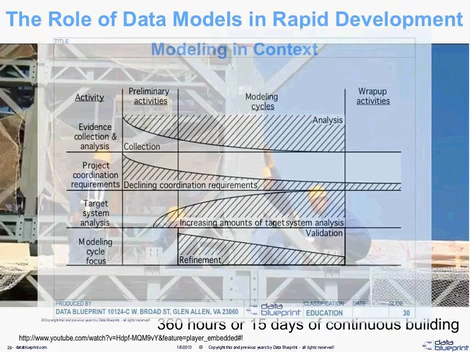 The Role of Data Models in Rapid Development
TITLE
Modeling in Context
Activity
Preliminary
activities
Modeling
cycles
Wrapup
activities
Evidence
collection &
analysis
Analysis
Collection
Project
coordination
requirements
Declining coordination requirements
Target
system
analysis
Increasing amounts of target system analysis
Modeling
cycle
focus
Validation
Refinement
PRODUCED BY
DATA BLUEPRINT 10124-C W. BROAD ST, GLEN ALLEN, VA 23060
data blueprint
CLASSIFICATION DATE SLIDE
EDUCATION 30
360 hours or 15 days of continuous building
http://www.youtube.com/watch?v=Hdpf-MQM9vY&feature=player_embedded#!
datablueprint.com
© Copyright this and previous years by Data Blueprint - all rights reserved!
data blueprint